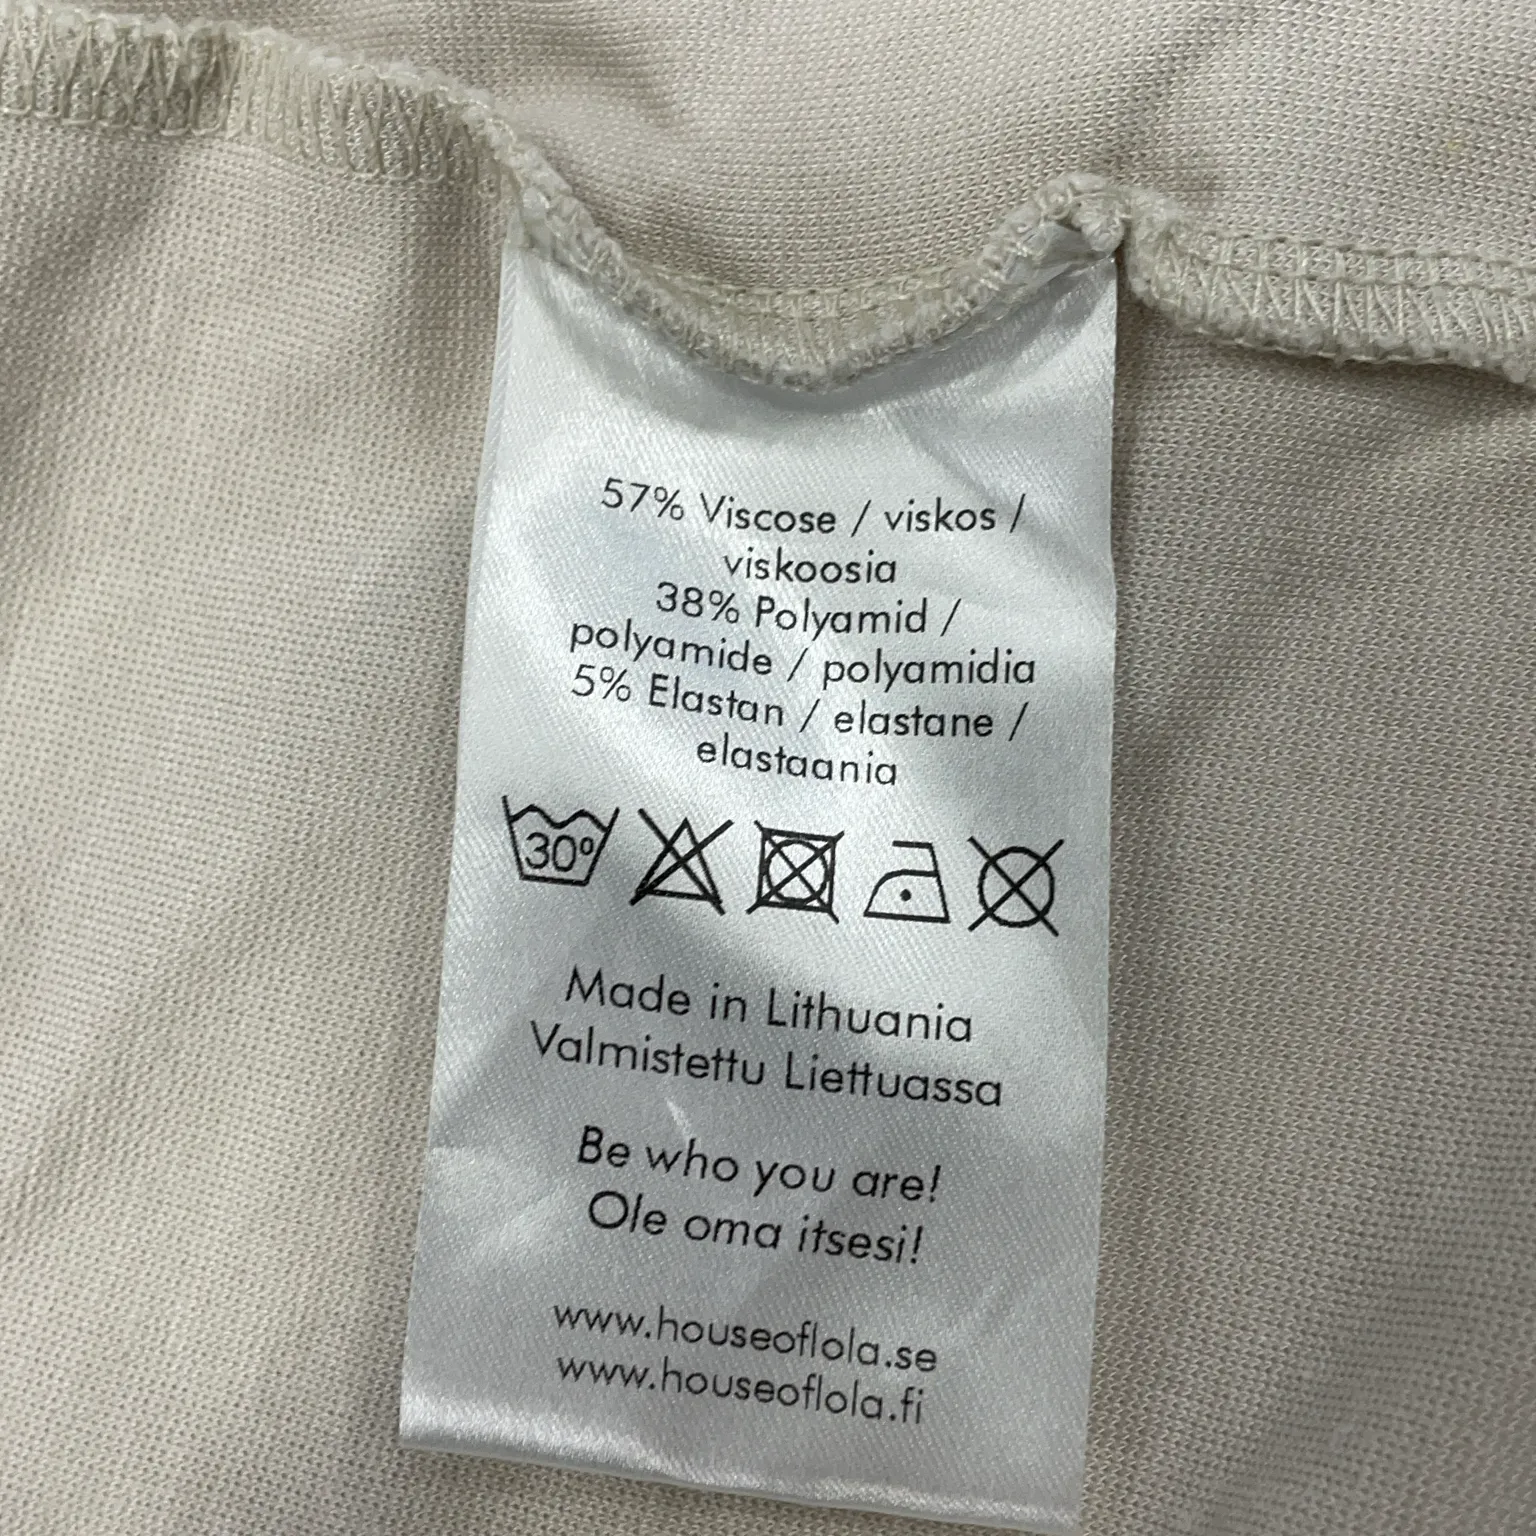 57% Viscose / viskos /
viskoosia
38% Polyamid /
polyamide / polyamidia
5% Elastan / elastane /
elastaania
30°
Made in Lithuania
Valmistettu Liettuassa
Be who you are!
Ole oma itsesi!
www.houseoflola.se
www.houseoflola.fi